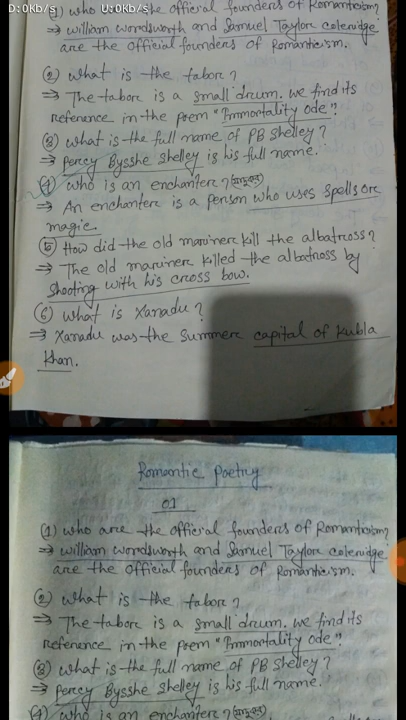 D:0Kb/s U:0Kb/s
(1) who are the official founders of Romanticism?
⇒ william wordsworth and Samuel Taylor coleridge
are the official founders of Romanticism.
(2) what is the tabor?
⇒ The tabore is a small drum. we find its
Reference in the poem "Immortality ode".
(3) what is the full name of PB Shelley?
⇒ Percy Bysshe Shelley is his full name.
(4) who is an enchanter?
⇒ An enchanter is a person who uses spells or
magic.
(5) How did the old mariner kill the albatross?
⇒ The old mariner killed the albatross by
shooting with his cross bow.
(6) what is Xanadu?
⇒ Xanadu was the summer capital of Kubla
Khan.
Romantic Poetry
01
(1) who are the official founders of Romanticism?
⇒ william wordsworth and Samuel Taylor coleridge
are the official founders of Romanticism.
(2) what is the tabor?
⇒ The tabore is a small drum. we find its
Reference in the poem "Immortality ode".
(3) what is the full name of PB Shelley?
⇒ Percy Bysshe Shelley is his full name.
(4) who is an enchanter?